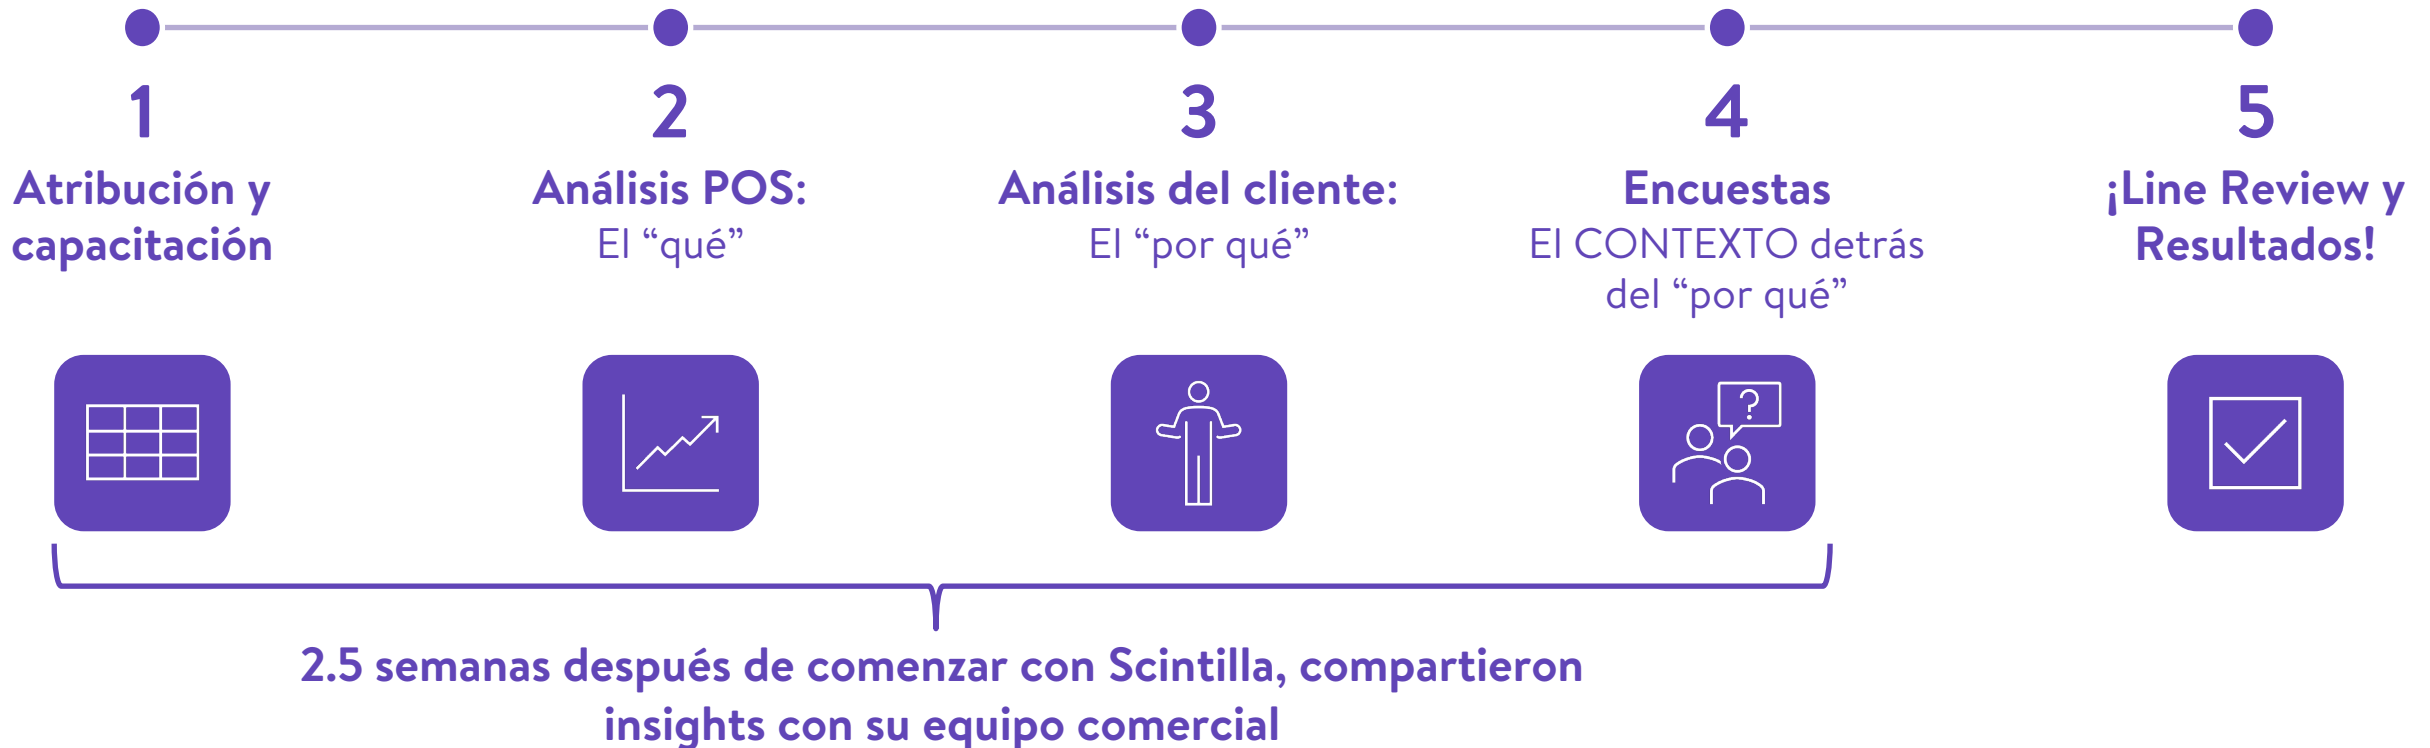 1
Atribución y
capacitación
2
Análisis POS:
El “qué”
3
Análisis del cliente:
El “por qué”
4
Encuestas
El CONTEXTO detrás
del “por qué”
5
¡Line Review y
Resultados!
?
2.5 semanas después de comenzar con Scintilla, compartieron
insights con su equipo comercial